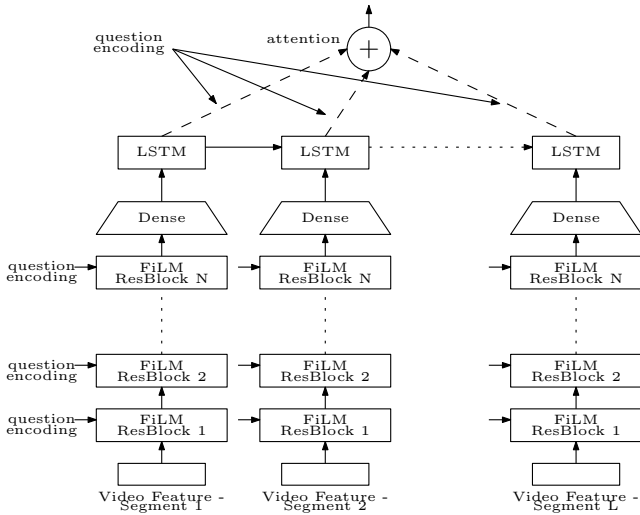 question
encoding
attention
+
LSTM
LSTM
LSTM
Dense
Dense
Dense
question
encoding
FiLM
ResBlock N
FiLM
ResBlock N
FiLM
ResBlock N
question
encoding
FiLM
ResBlock 2
FiLM
ResBlock 2
FiLM
ResBlock 2
question
encoding
FiLM
ResBlock 1
FiLM
ResBlock 1
FiLM
ResBlock 1
Video Feature -
Segment 1
Video Feature -
Segment 2
Video Feature -
Segment L